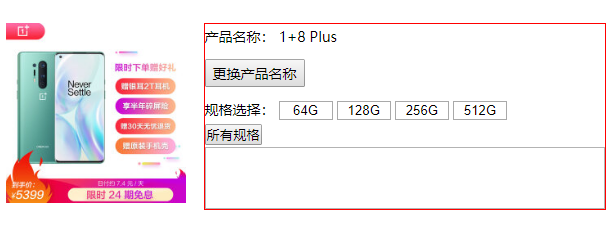 限时下单赠好礼
赠银耳2T耳机
Never
Settle
享半年碎屏险
赠30天无忧退换
赠原装手机壳
到手价:
¥5399
日付约7.4元/天
限时 24 期免息
产品名称： 1+8 Plus
更换产品名称
规格选择： 64G 128G 256G 512G
所有规格